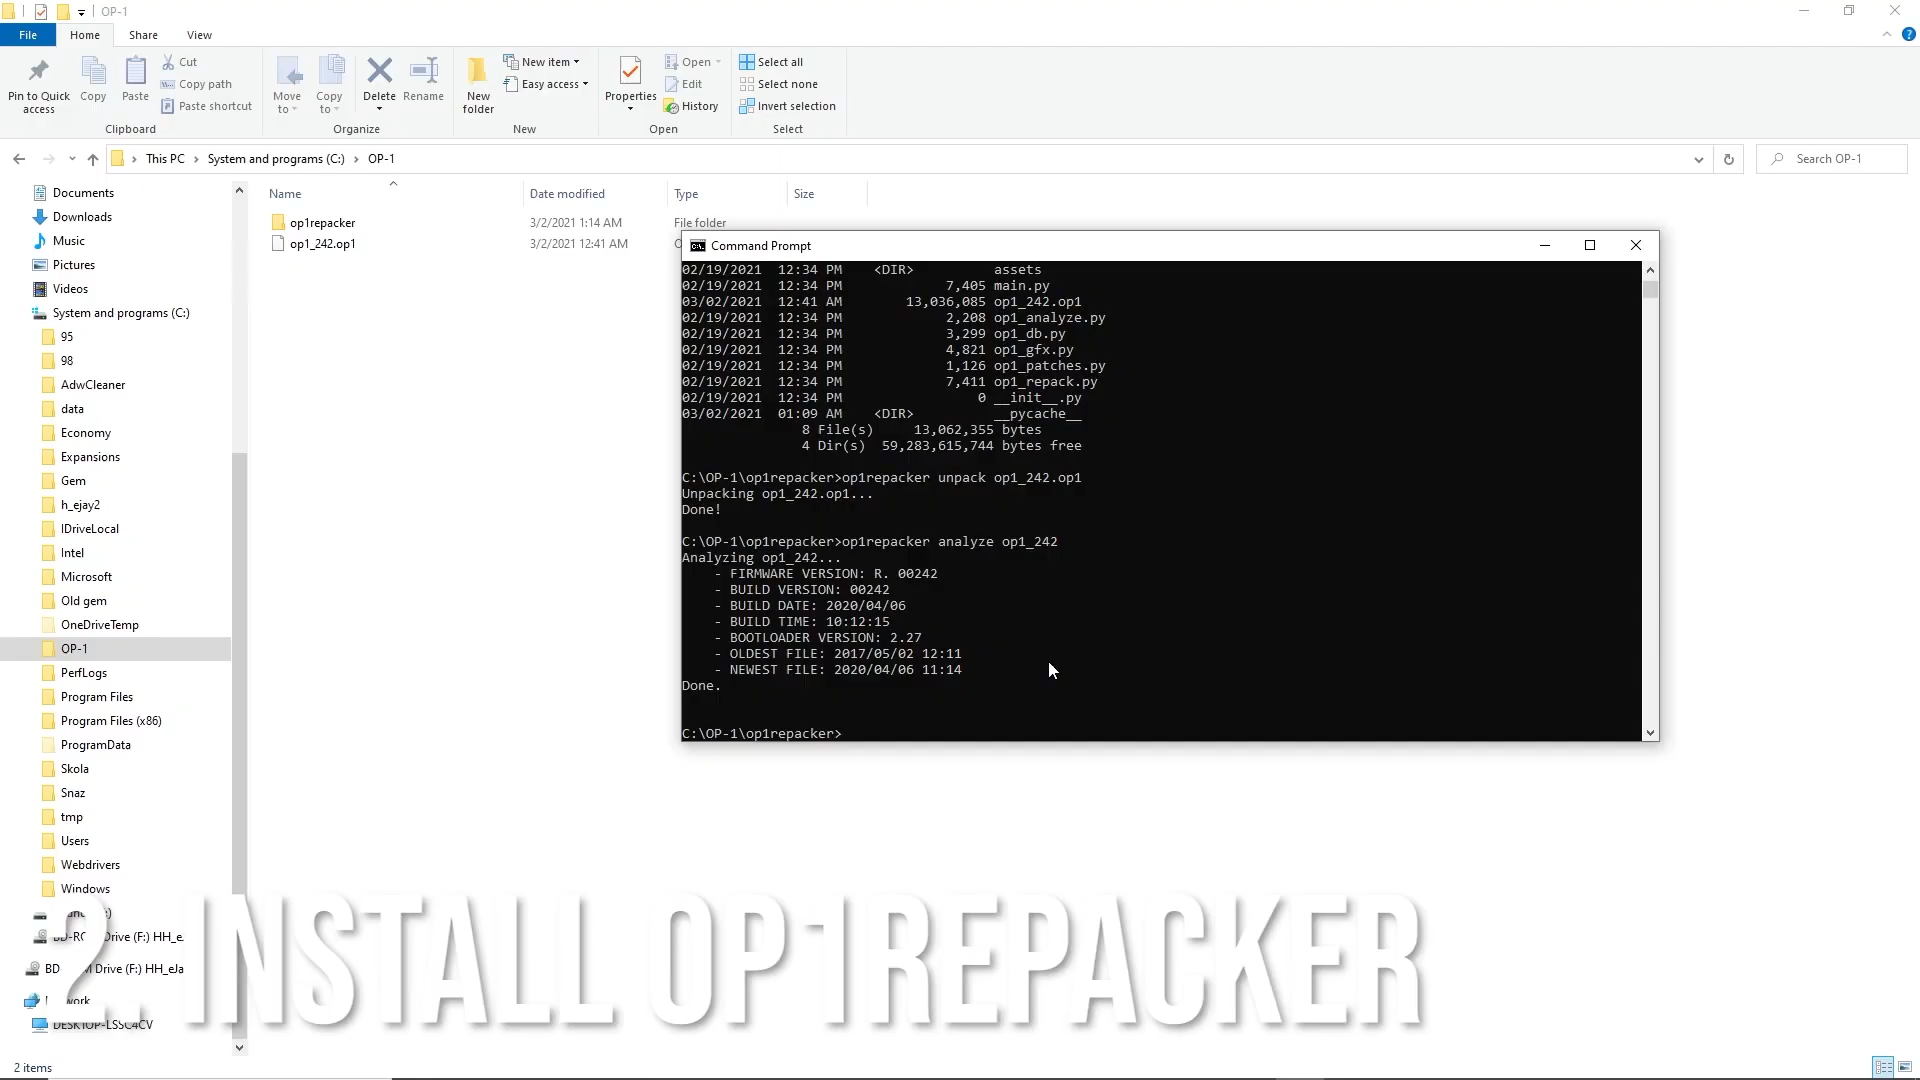 OP-1
File
Home
Share
View
Pin to Quick access
Copy
Paste
Cut
Copy path
Paste shortcut
Clipboard
Move to
Copy to
Delete
Rename
Organize
New folder
New item
Easy access
New
Properties
Open
Edit
History
Open
Select all
Select none
Invert selection
Select
This PC > System and programs (C:) > OP-1
Search OP-1
Documents
Downloads
Music
Pictures
Videos
System and programs (C:)
95
98
AdwCleaner
data
Economy
Expansions
Gem
h_ejay2
IDriveLocal
Intel
Microsoft
Old gem
OneDriveTemp
OP-1
PerfLogs
Program Files
Program Files (x86)
ProgramData
Skola
Snaz
tmp
Users
Webdrivers
Windows
Drive (F:) HH_e
BD Drive (F:) HH_eJa
DESKTOP-LSSC4CV
2 items
Name Date modified Type Size
op1repacker 3/2/2021 1:14 AM File folder
op1_242.op1 3/2/2021 12:41 AM
Command Prompt
02/19/2021 12:34 PM <DIR> assets
02/19/2021 12:34 PM 7,405 main.py
03/02/2021 12:41 AM 13,036,085 op1_242.op1
02/19/2021 12:34 PM 2,208 op1_analyze.py
02/19/2021 12:34 PM 3,299 op1_db.py
02/19/2021 12:34 PM 4,821 op1_gfx.py
02/19/2021 12:34 PM 1,126 op1_patches.py
02/19/2021 12:34 PM 7,411 op1_repack.py
02/19/2021 12:34 PM 0 __init__.py
03/02/2021 01:09 AM <DIR> __pycache__
8 File(s) 13,062,355 bytes
4 Dir(s) 59,283,615,744 bytes free
C:\OP-1\op1repacker>op1repacker unpack op1_242.op1
Unpacking op1_242.op1...
Done!
C:\OP-1\op1repacker>op1repacker analyze op1_242
Analyzing op1_242...
- FIRMWARE VERSION: R. 00242
- BUILD VERSION: 00242
- BUILD DATE: 2020/04/06
- BUILD TIME: 10:12:15
- BOOTLOADER VERSION: 2.27
- OLDEST FILE: 2017/05/02 12:11
- NEWEST FILE: 2020/04/06 11:14
Done.
C:\OP-1\op1repacker>
2. INSTALL OP1REPACKER